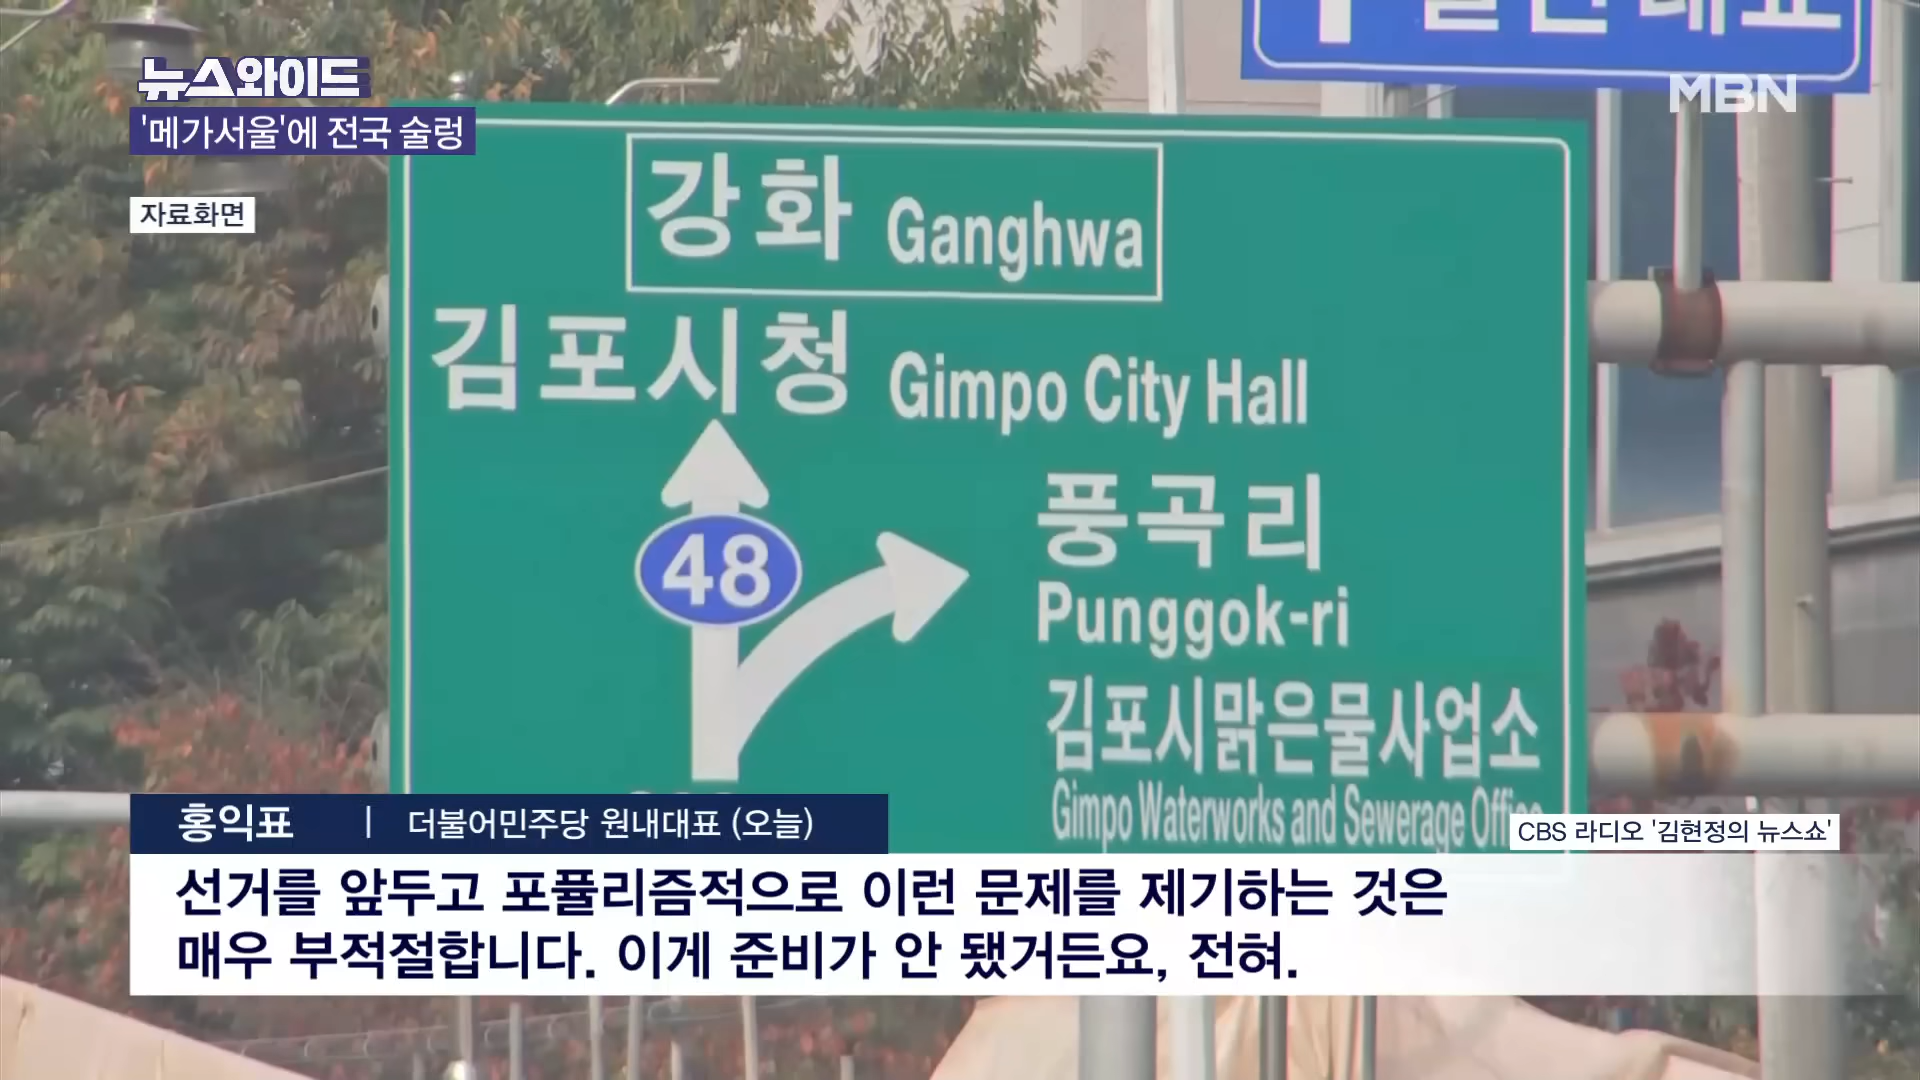 뉴스와이드
'메가서울'에 전국 술렁
자료화면
MBN
강화 Ganghwa
김포시청 Gimpo City Hall
48
풍곡리
Punggok-ri
김포시맑은물사업소
Gimpo Waterworks and Sewerage Office
홍익표 | 더불어민주당 원내대표 (오늘)
CBS 라디오 '김현정의 뉴스쇼'
선거를 앞두고 포퓰리즘적으로 이런 문제를 제기하는 것은
매우 부적절합니다. 이게 준비가 안 됐거든요, 전혀.